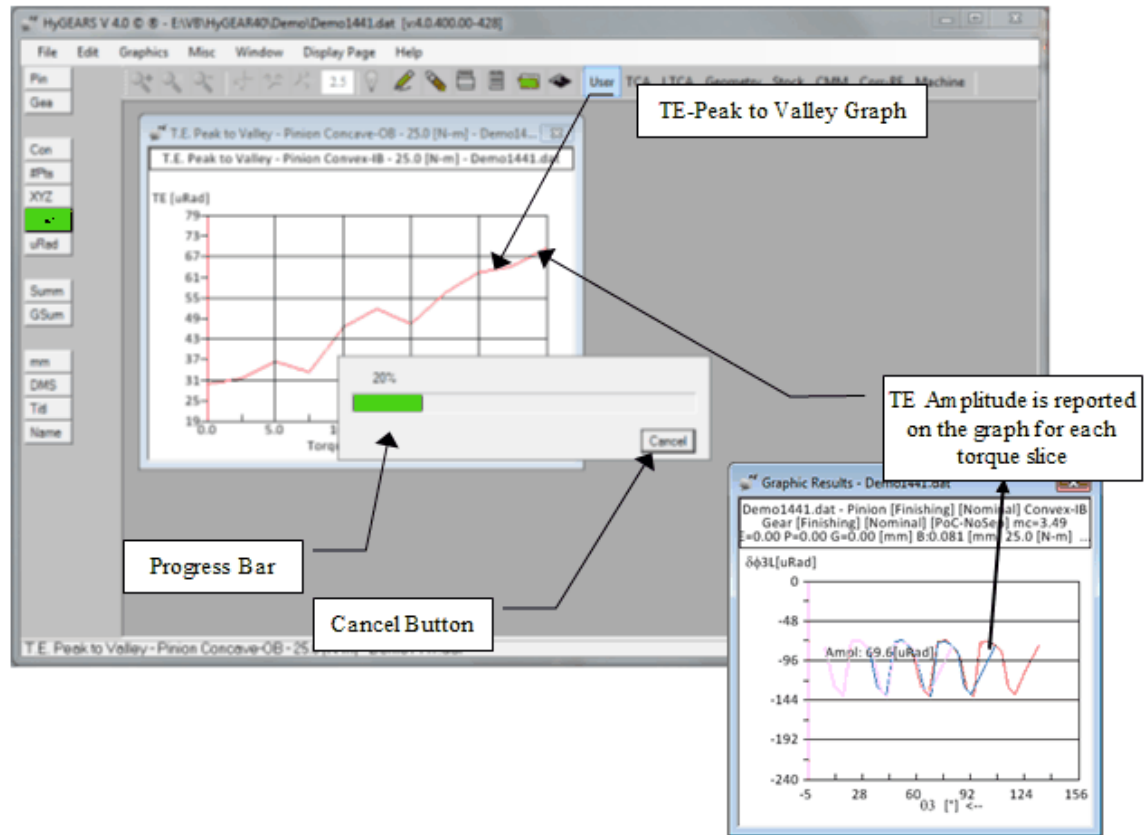 HyGEARS V 4.0 © ® - E:\VB\HyGEAR40\Demo\Demo1441.dat [v:4.0.400.00-428]
File Edit Graphics Misc Window Display Page Help
Pin
Gea
Con
#Pts
XYZ
uRad
Summ
GSum
mm
DMS
Tid
Name
2.5
User TCA LTCA Geometry Stock CMM Corr-RE Machine
TE-Peak to Valley Graph
T.E. Peak to Valley - Pinion Concave-OB - 25.0 [N-m] - Demo14...
T.E. Peak to Valley - Pinion Convex-IB - 25.0 [N-m] - Demo1441.dat
TE [uRad]
79
73
67
61
55
49
43
37
31
25
19
0.0 5.0
20%
Cancel
TE Amplitude is reported
on the graph for each
torque slice
Progress Bar
Cancel Button
T.E. Peak to Valley - Pinion Concave-OB - 25
Graphic Results - Demo1441.dat
Demo1441.dat - Pinion [Finishing] [Nominal] Convex-IB
Gear [Finishing] [Nominal] [PoC-NoSep] mc=3.49
E=0.00 P=0.00 G=0.00 [mm] B:0.081 [mm] 25.0 [N-m] ...
δϕ3L[uRad]
0
-48
-96
-144
-192
-240
Ampl: 69.6[uRad]
-5 28 60 92 124 156
θ3 [°] <--